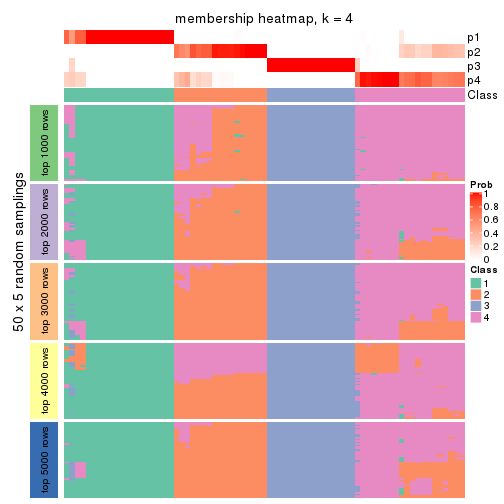 membership heatmap, k = 4
p1
p2
p3
p4
Class
50 x 5 random samplings
top 1000 rows
top 2000 rows
top 3000 rows
top 4000 rows
top 5000 rows
Prob
1
0.8
0.6
0.4
0.2
0
Class
1
2
3
4